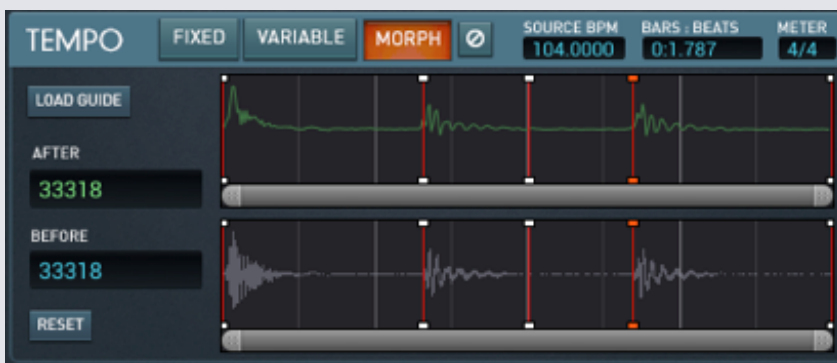 TEMPO
FIXED
VARIABLE
MORPH
SOURCE BPM
104.0000
BARS : BEATS
0:1.787
METER
4/4
LOAD GUIDE
AFTER
33318
BEFORE
33318
RESET